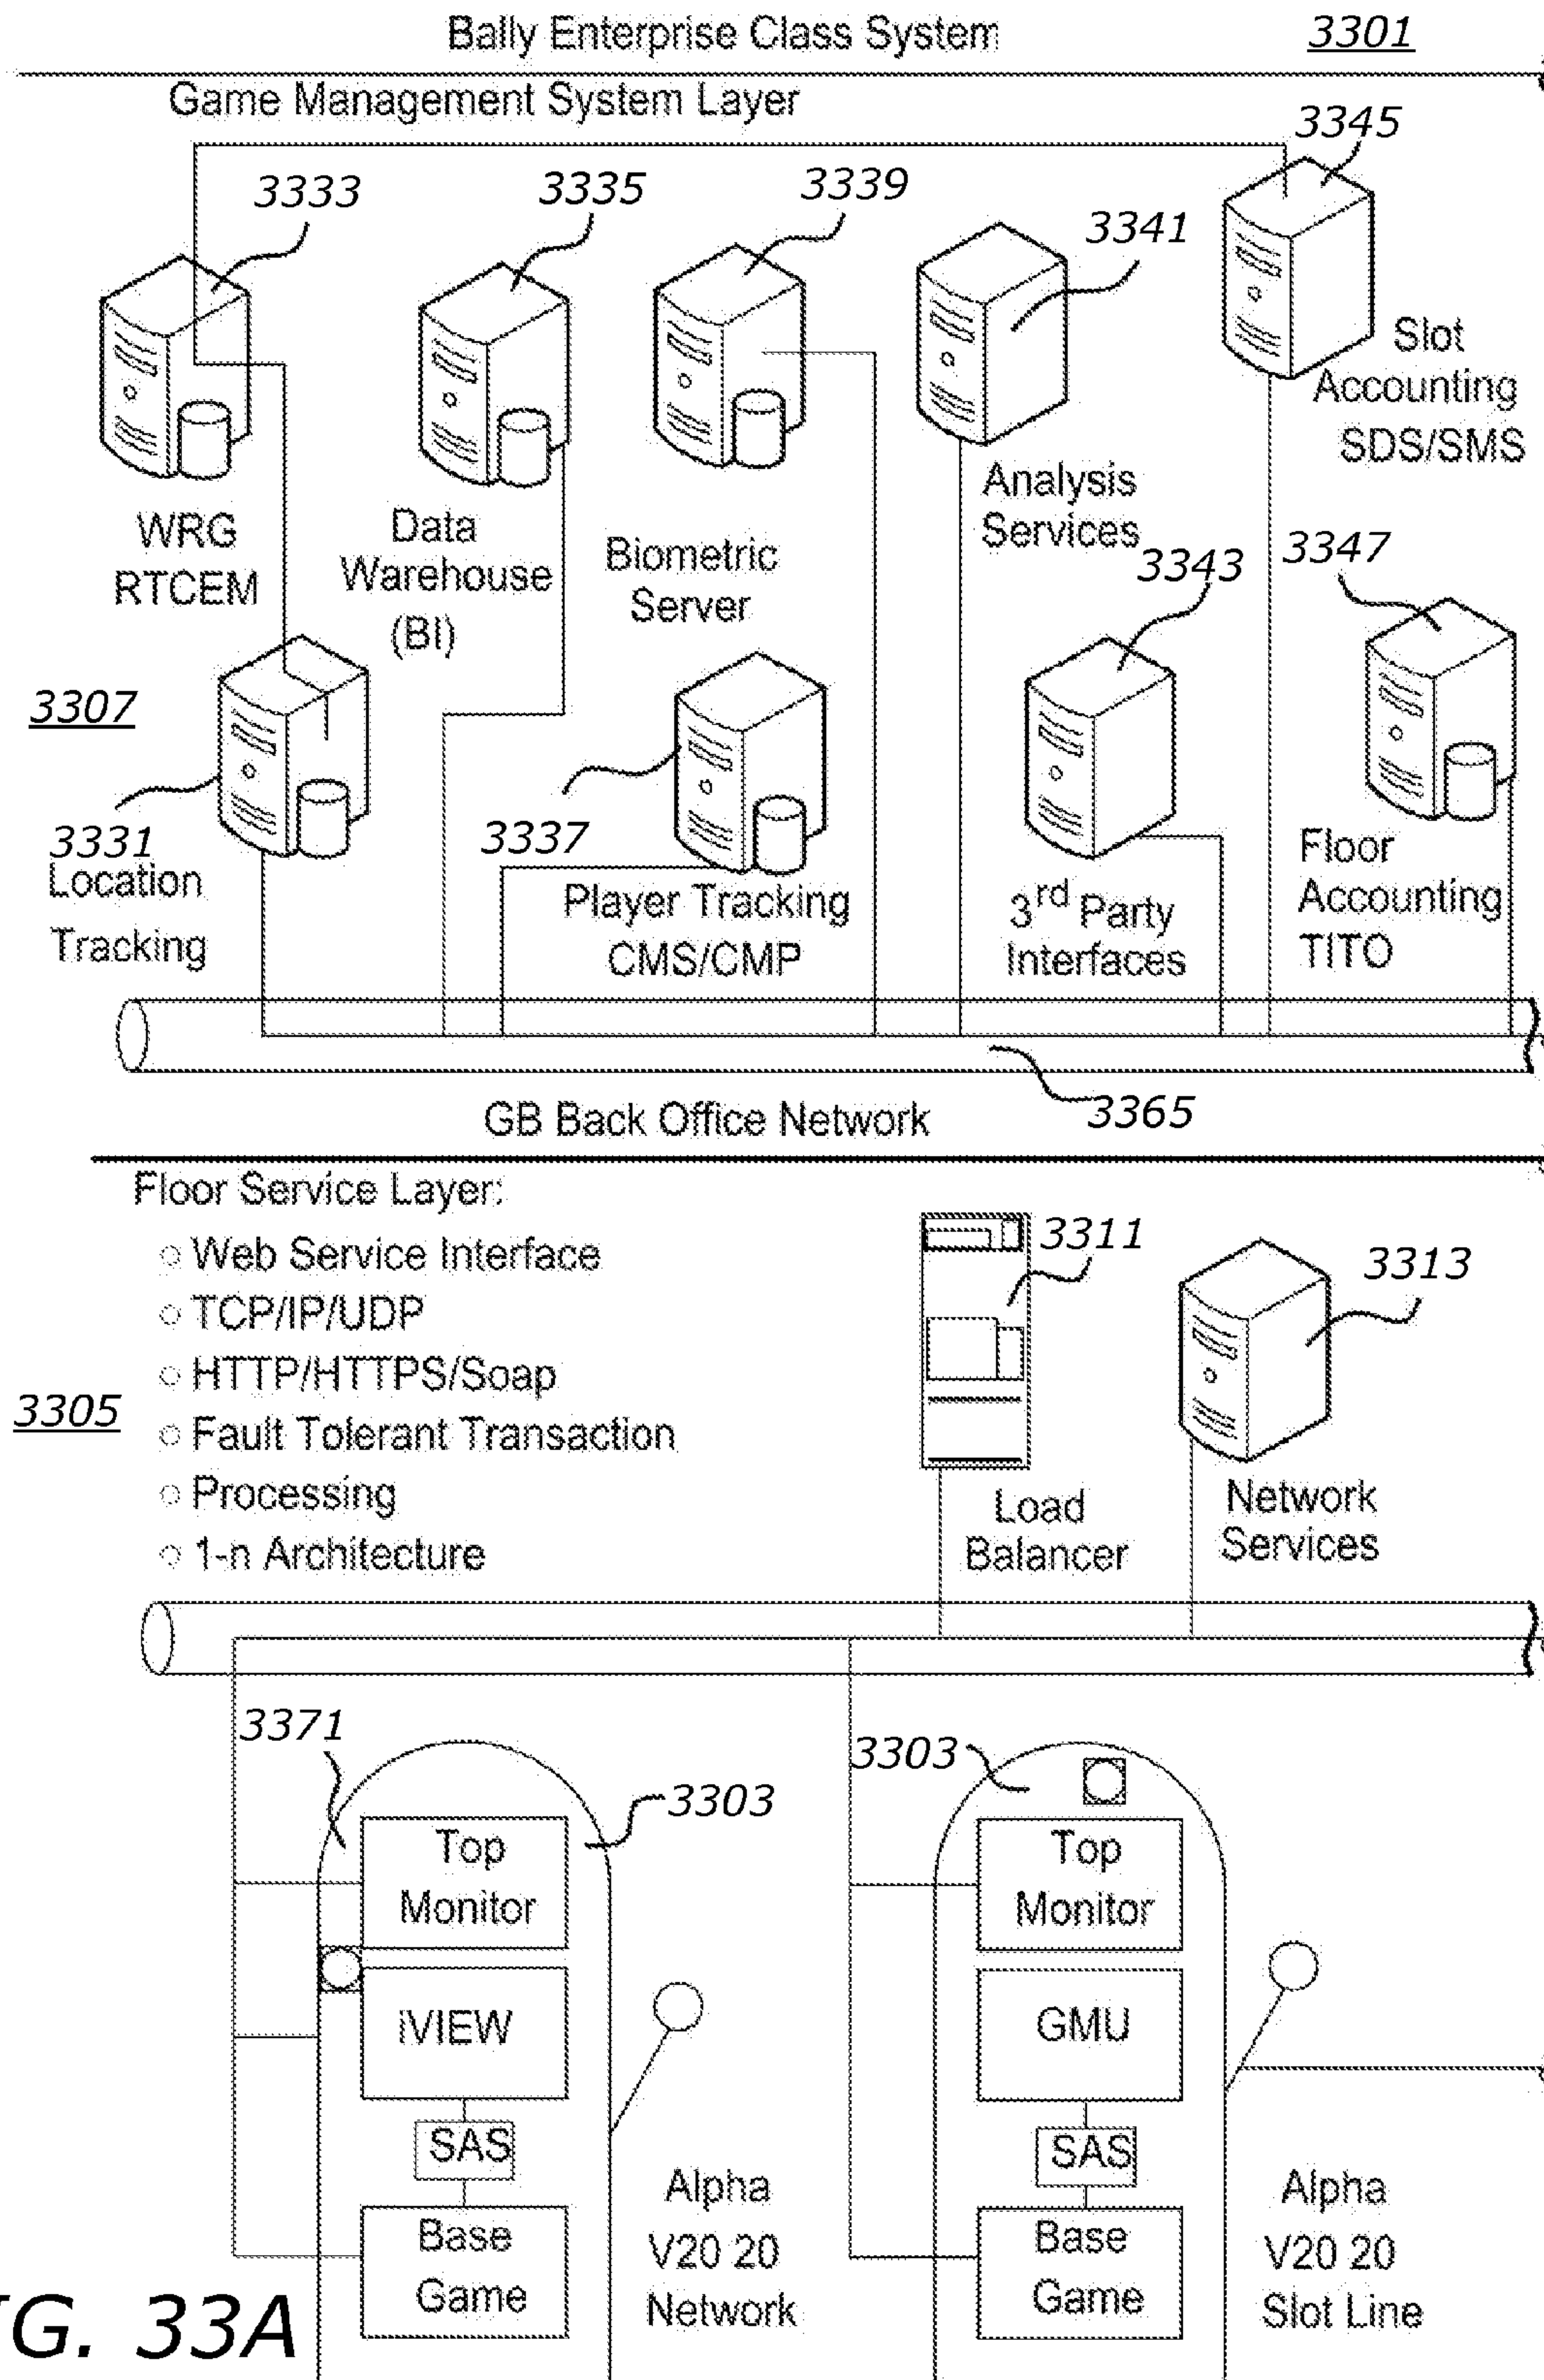 Bally Enterprise Class System 3301
Game Management System Layer
3345
3333 3335 3339
3341
Slot
Accounting
SDS/SMS
WRG
RTCEM
Data
Warehouse
(BI)
Biometric
Server
Analysis
Services
3343
3347
3307
3331
Location
Tracking
3337
Player Tracking
CMS/CMP
3rd Party
Interfaces
Floor
Accounting
TITO
GB Back Office Network
3365
Floor Service Layer:
Web Service Interface
TCP/IP/UDP
HTTP/HTTPS/Soap
3305
Fault Tolerant Transaction
Processing
1-n Architecture
3311
3313
Load
Balancer
Network
Services
3371
3303
Top
Monitor
iVIEW
SAS
Base
Game
Alpha
V20 20
Network
3303
Top
Monitor
GMU
SAS
Base
Game
Alpha
V20 20
Slot Line
G. 33A